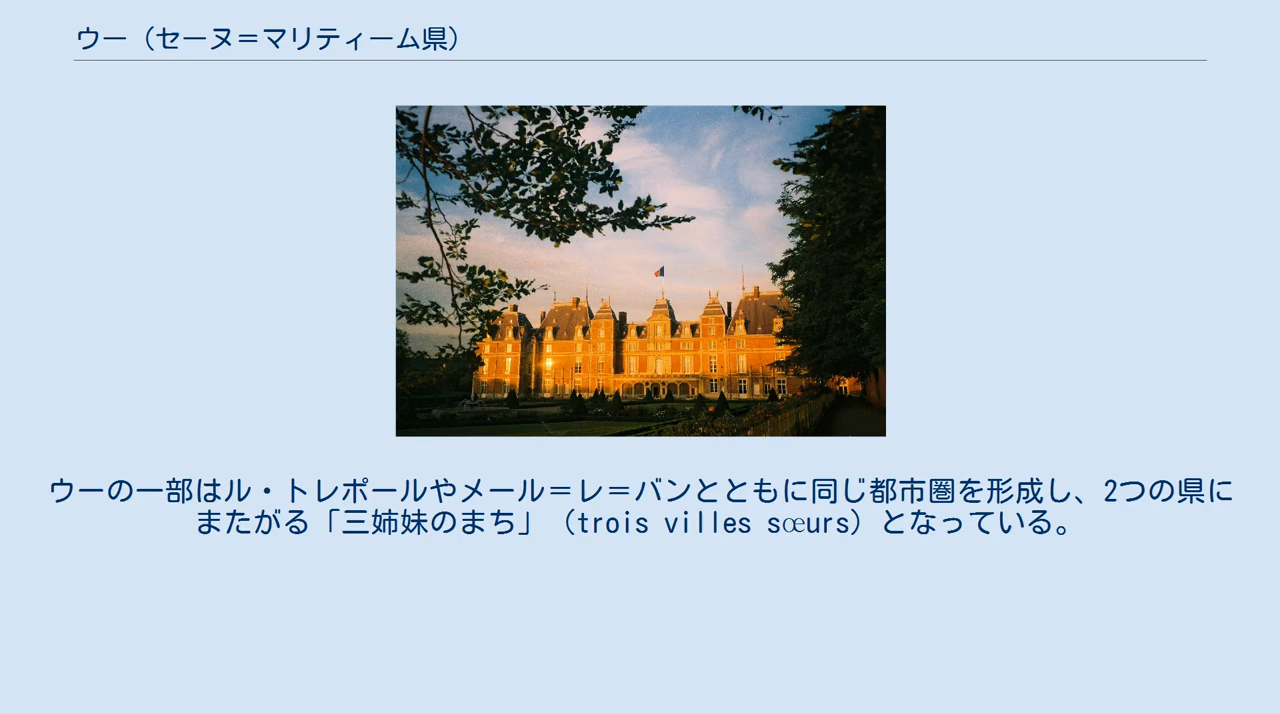 ウー（セーヌ＝マリティーム県）
ウーの一部はル・トレポールやメール＝レ＝バンとともに同じ都市圏を形成し、2つの県に
またがる「三姉妹のまち」（trois villes sœurs）となっている。